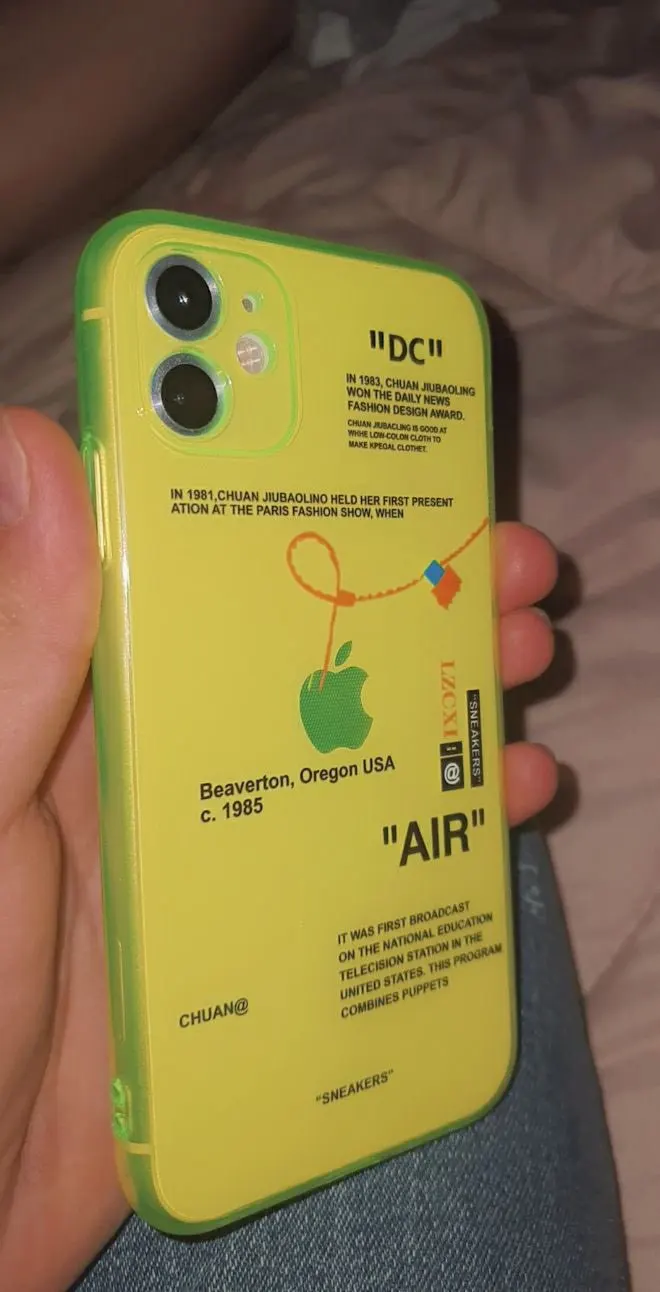 "DC"
IN 1983, CHUAN JIUBAOLING
WON THE DAILY NEWS
FASHION DESIGN AWARD.
CHUAN JIUBACLING IS GOOD AT
WHHE LOW-COLON CLOTH TO
MAKE KPEGAL CLOTHET.
IN 1981,CHUAN JIUBAOLINO HELD HER FIRST PRESENT
ATION AT THE PARIS FASHION SHOW, WHEN
LZCXI
"SNEAKERS"
:@
Beaverton, Oregon USA
c. 1985
"AIR"
IT WAS FIRST BROADCAST
ON THE NATIONAL EDUCATION
TELECISION STATION IN THE
UNITED STATES. THIS PROGRAM
COMBINES PUPPETS
CHUAN@
"SNEAKERS"